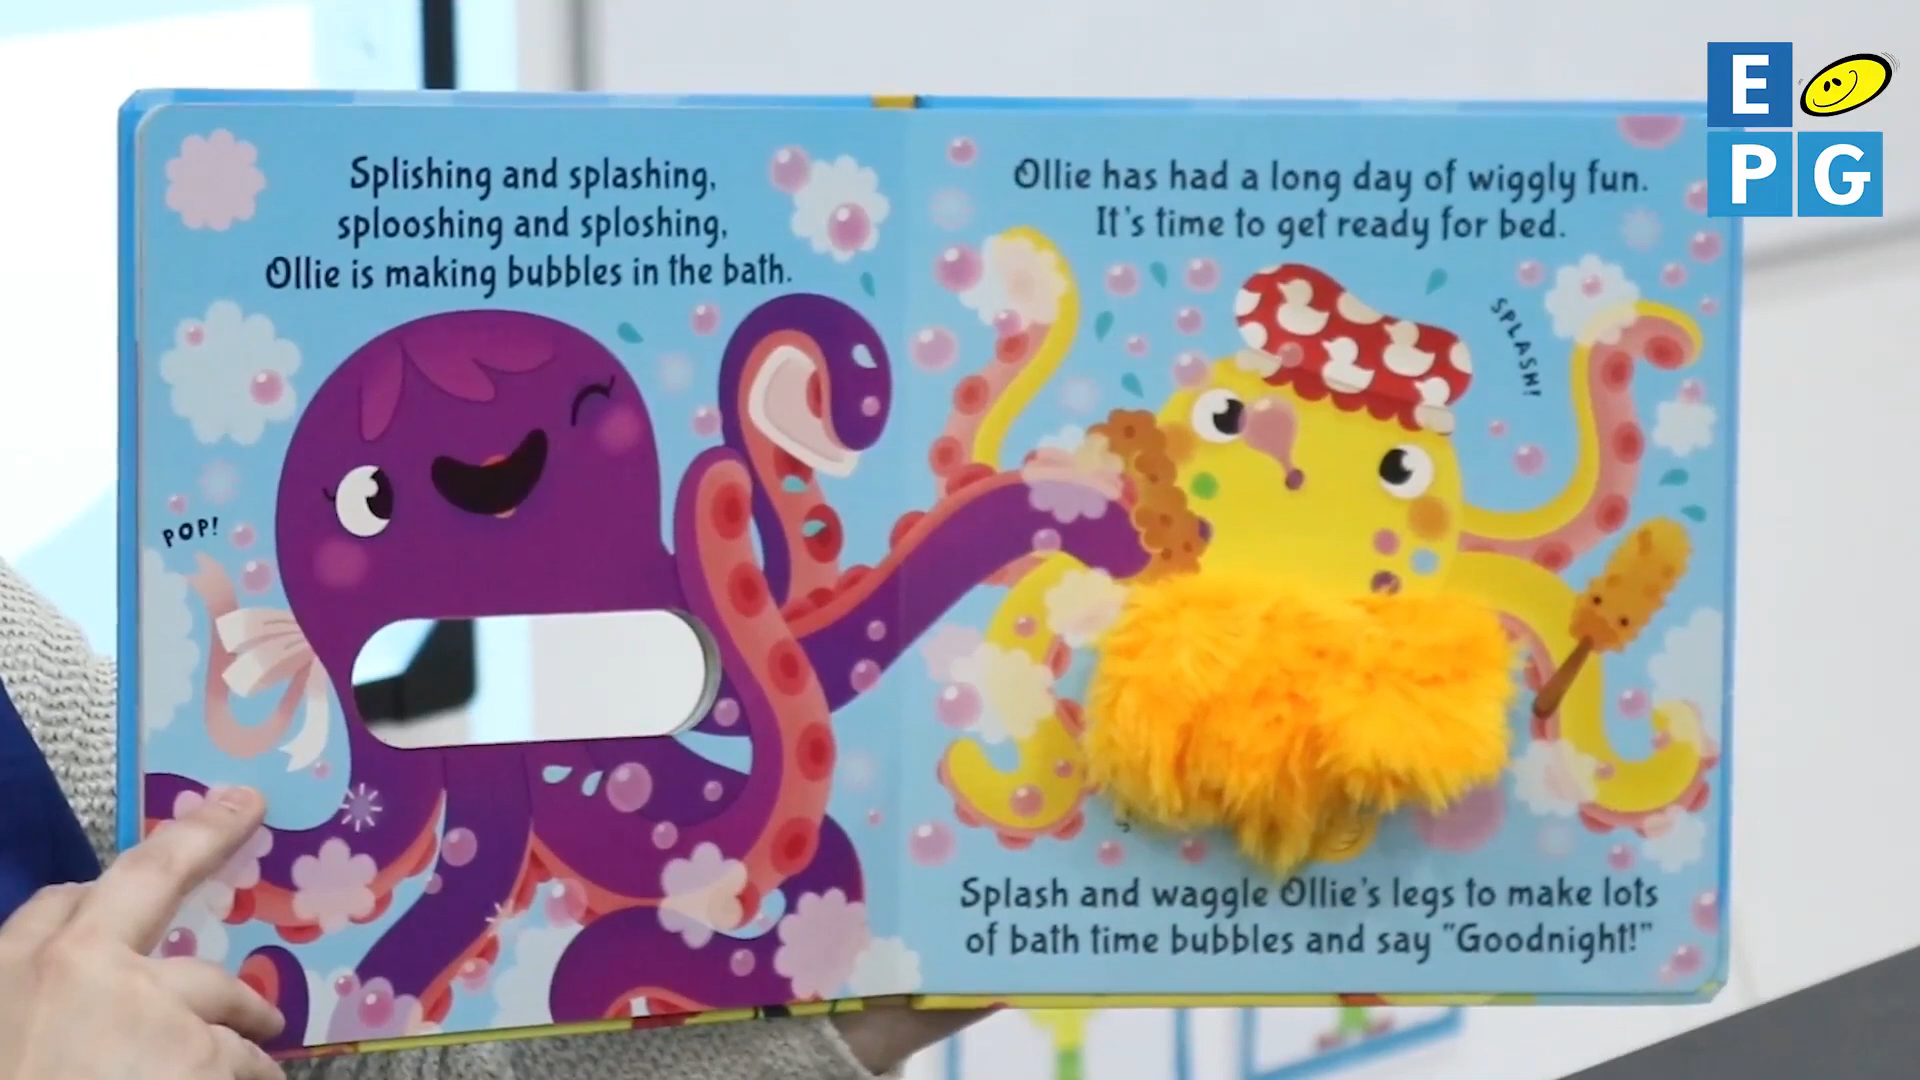 Splishing and splashing,
splooshing and sploshing,
Ollie is making bubbles in the bath.
POP!
Ollie has had a long day of wiggly fun.
It's time to get ready for bed.
SPLASH!
Splash and waggle Ollie's legs to make lots
of bath time bubbles and say "Goodnight!"
E
PG